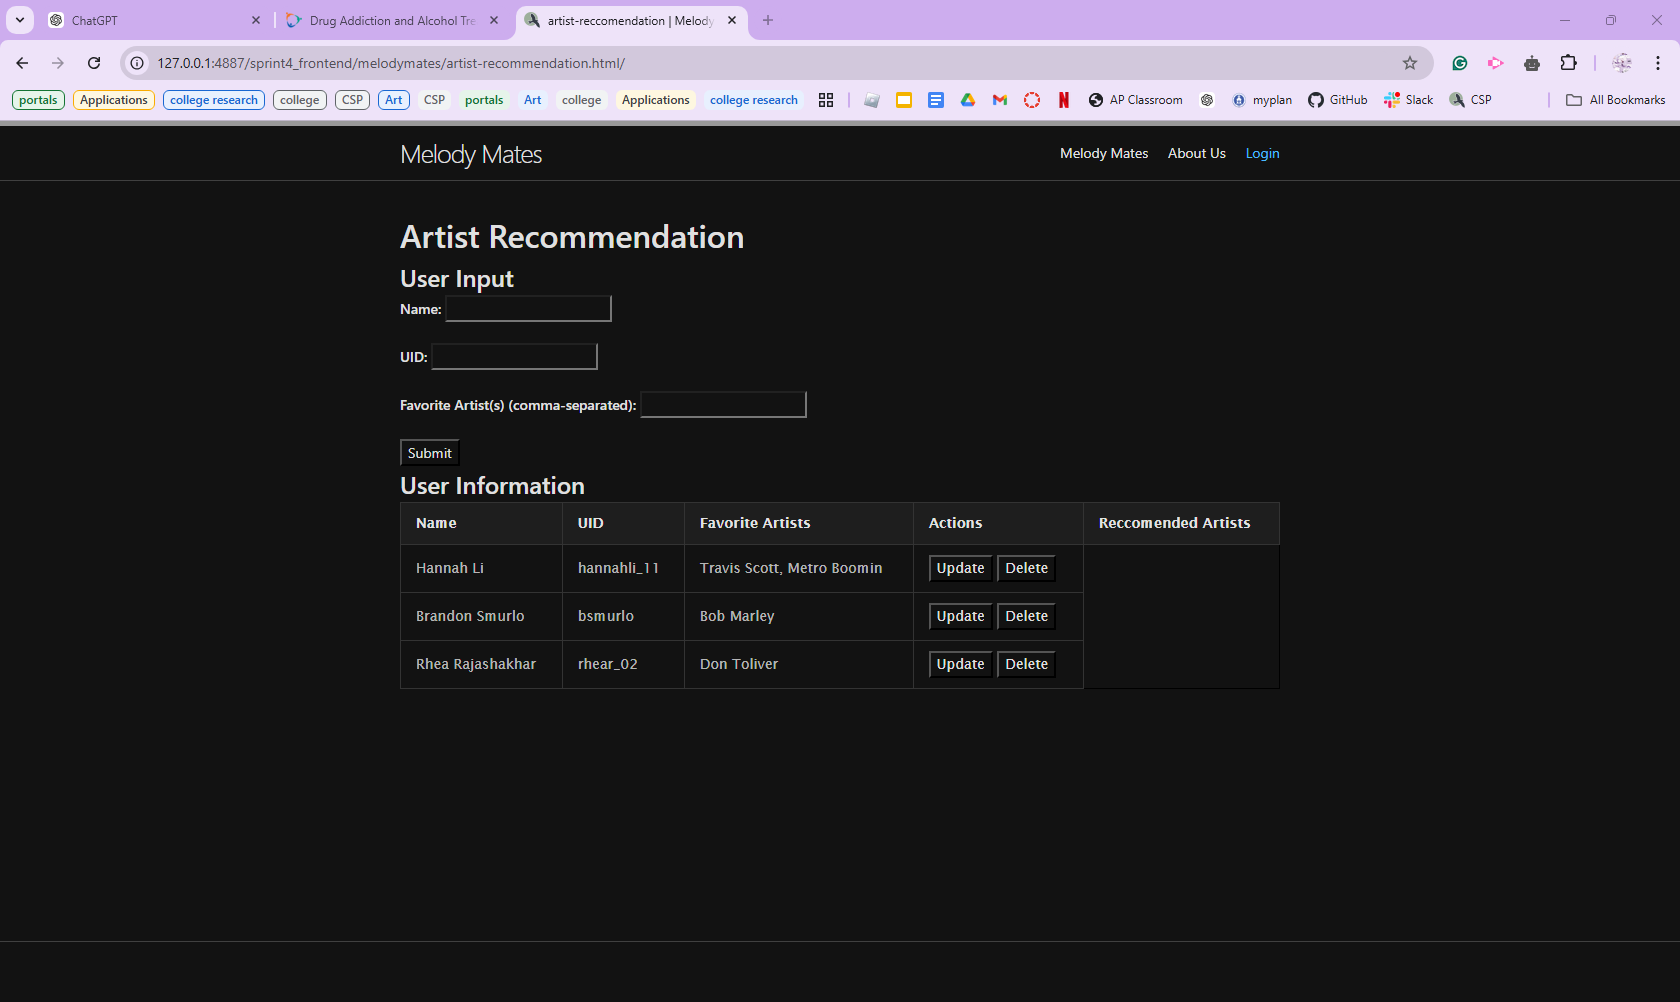 ChatGPT
Drug Addiction and Alcohol Tre
artist-reccomendation | Melody
127.0.0.1:4887/sprint4_frontend/melodymates/artist-recommendation.html/
portals Applications college research college CSP Art CSP portals Art college Applications college research AP Classroom myplan GitHub Slack CSP All Bookmarks
Melody Mates
Melody Mates About Us Login
Artist Recommendation
User Input
Name:
UID:
Favorite Artist(s) (comma-separated):
Submit
User Information
Name UID Favorite Artists Actions Reccomended Artists
Hannah Li hannahli_11 Travis Scott, Metro Boomin Update Delete
Brandon Smurlo bsmurlo Bob Marley Update Delete
Rhea Rajashakhar rhear_02 Don Toliver Update Delete